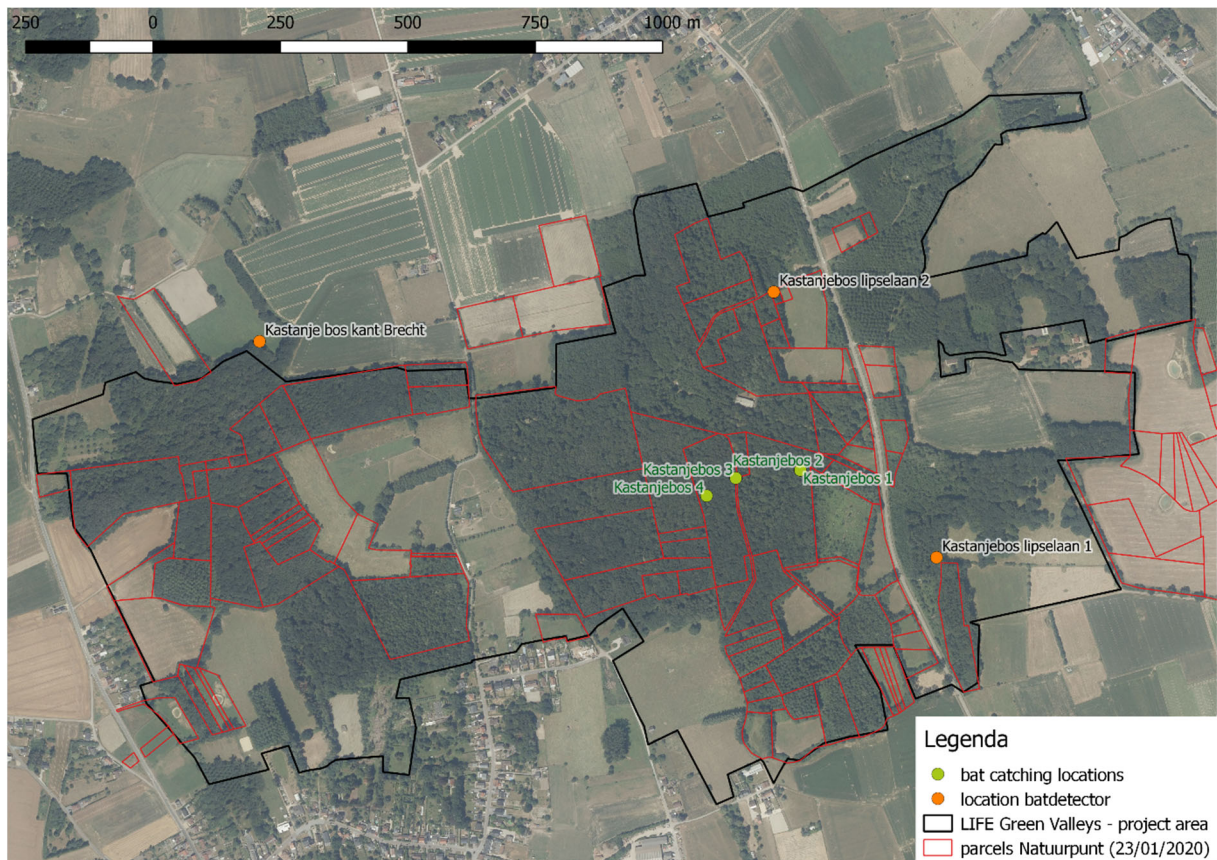 250 0 250 500 750 1000 m
Kastanjebos lipselaan 2
Kastanje bos kant Brecht
Kastanjebos 2
Kastanjebos 3
Kastanjebos 1
Kastanjebos 4
Kastanjebos lipselaan 1
Legenda
bat catching locations
location batdetector
LIFE Green Valleys - project area
parcels Natuurpunt (23/01/2020)